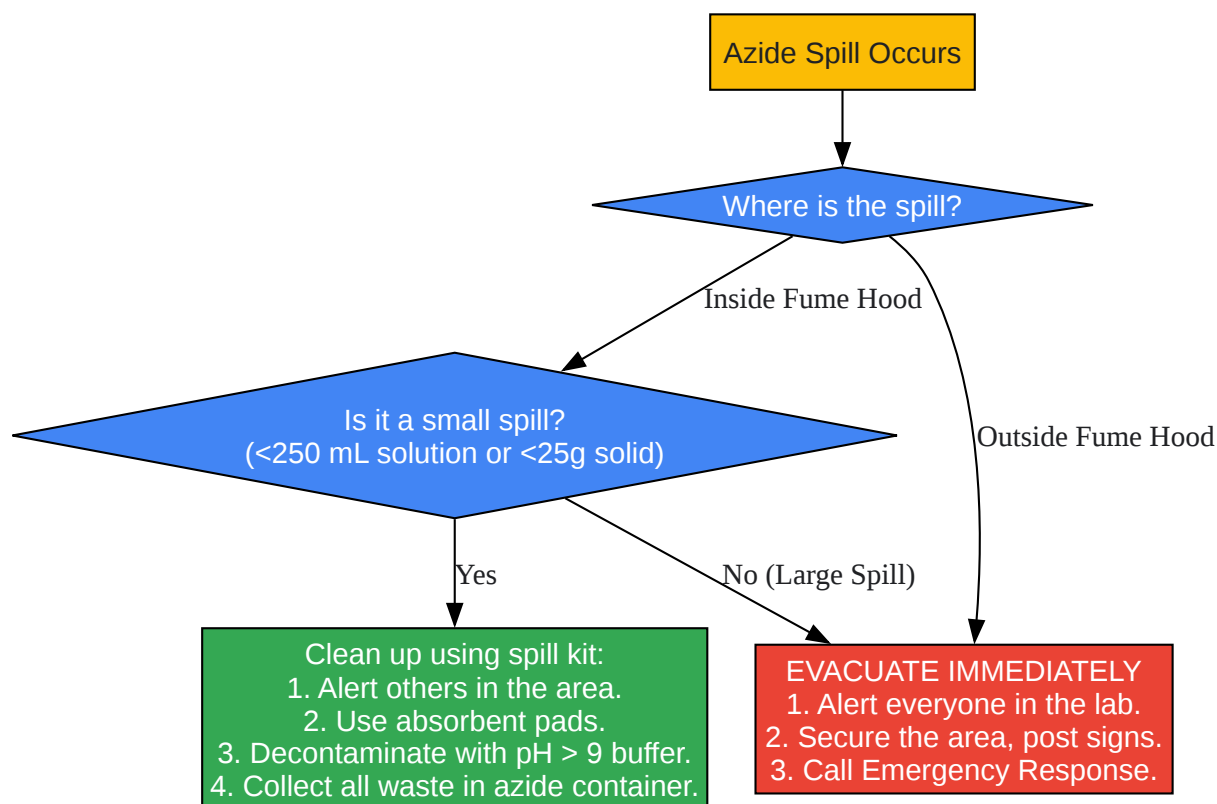 Azide Spill Occurs
Where is the spill?
Inside Fume Hood
Is it a small spill?
(<250 mL solution or <25g solid)
Outside Fume Hood
Yes
No (Large Spill)
Clean up using spill kit:
1. Alert others in the area.
2. Use absorbent pads.
3. Decontaminate with pH > 9 buffer.
4. Collect all waste in azide container.
EVACUATE IMMEDIATELY
1. Alert everyone in the lab.
2. Secure the area, post signs.
3. Call Emergency Response.